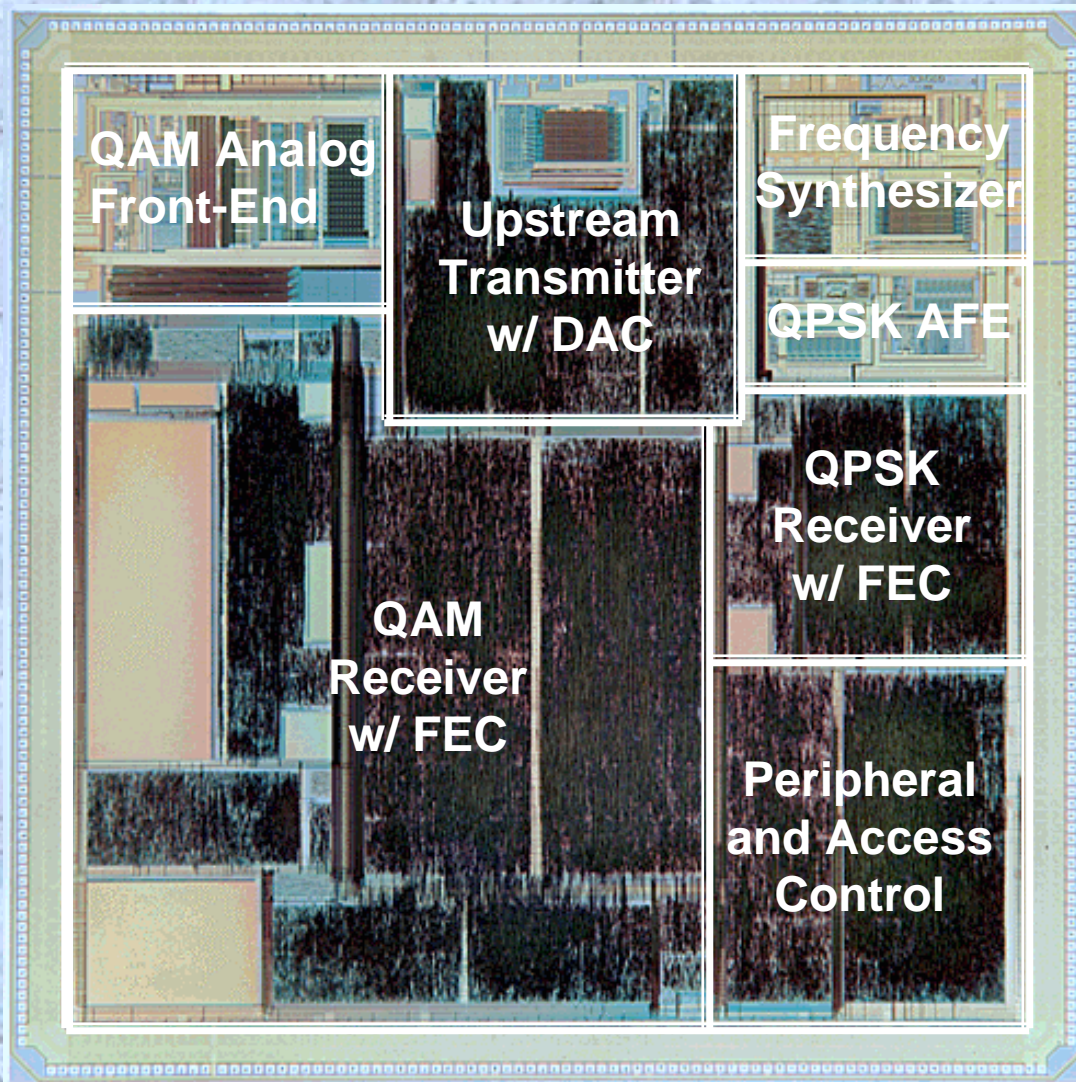 QAM Analog
Front-End
Upstream
Transmitter
w/ DAC
Frequency
Synthesizer
QPSK AFE
QPSK
Receiver
w/ FEC
QAM
Receiver
w/ FEC
Peripheral
and Access
Control